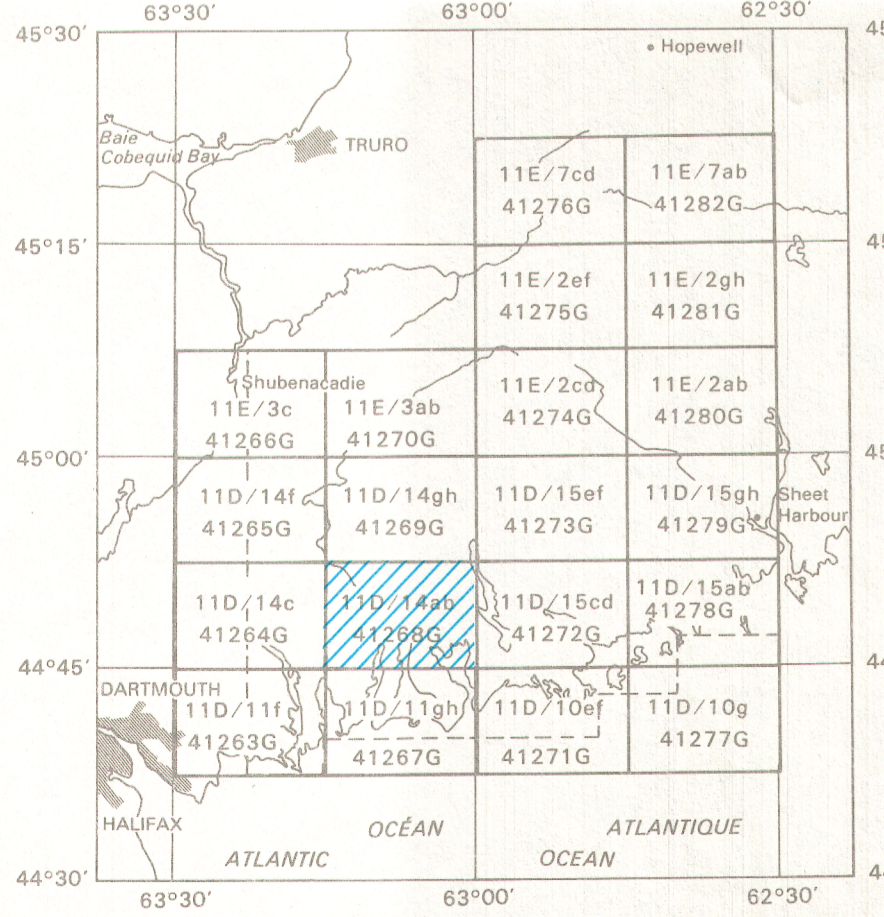 63°30′ 63°00′ 62°30′
45°30′ 45
Hopewell
Baie
Cobequid Bay
TRURO
11E/7cd 11E/7ab
41276G 41282G
45°15′ 45
11E/2ef 11E/2gh
41275G 41281G
Shubenacadie
11E/3c 11E/3ab 11E/2cd 11E/2ab
41266G 41270G 41274G 41280G
45°00′ 45
11D/14f 11D/14gh 11D/15ef 11D/15gh
41265G 41269G 41273G 41279G
Sheet
Harbour
11D/14c 11D/14ab 11D/15cd 11D/15ab
41264G 41268G 41272G 41278G
44°45′ 44
DARTMOUTH
11D/11f 11D/11gh 11D/10ef 11D/10g
41263G 41267G 41271G 41277G
HALIFAX
OCÉAN ATLANTIQUE
ATLANTIC OCEAN
44°30′ 44
63°30′ 63°00′ 62°30′